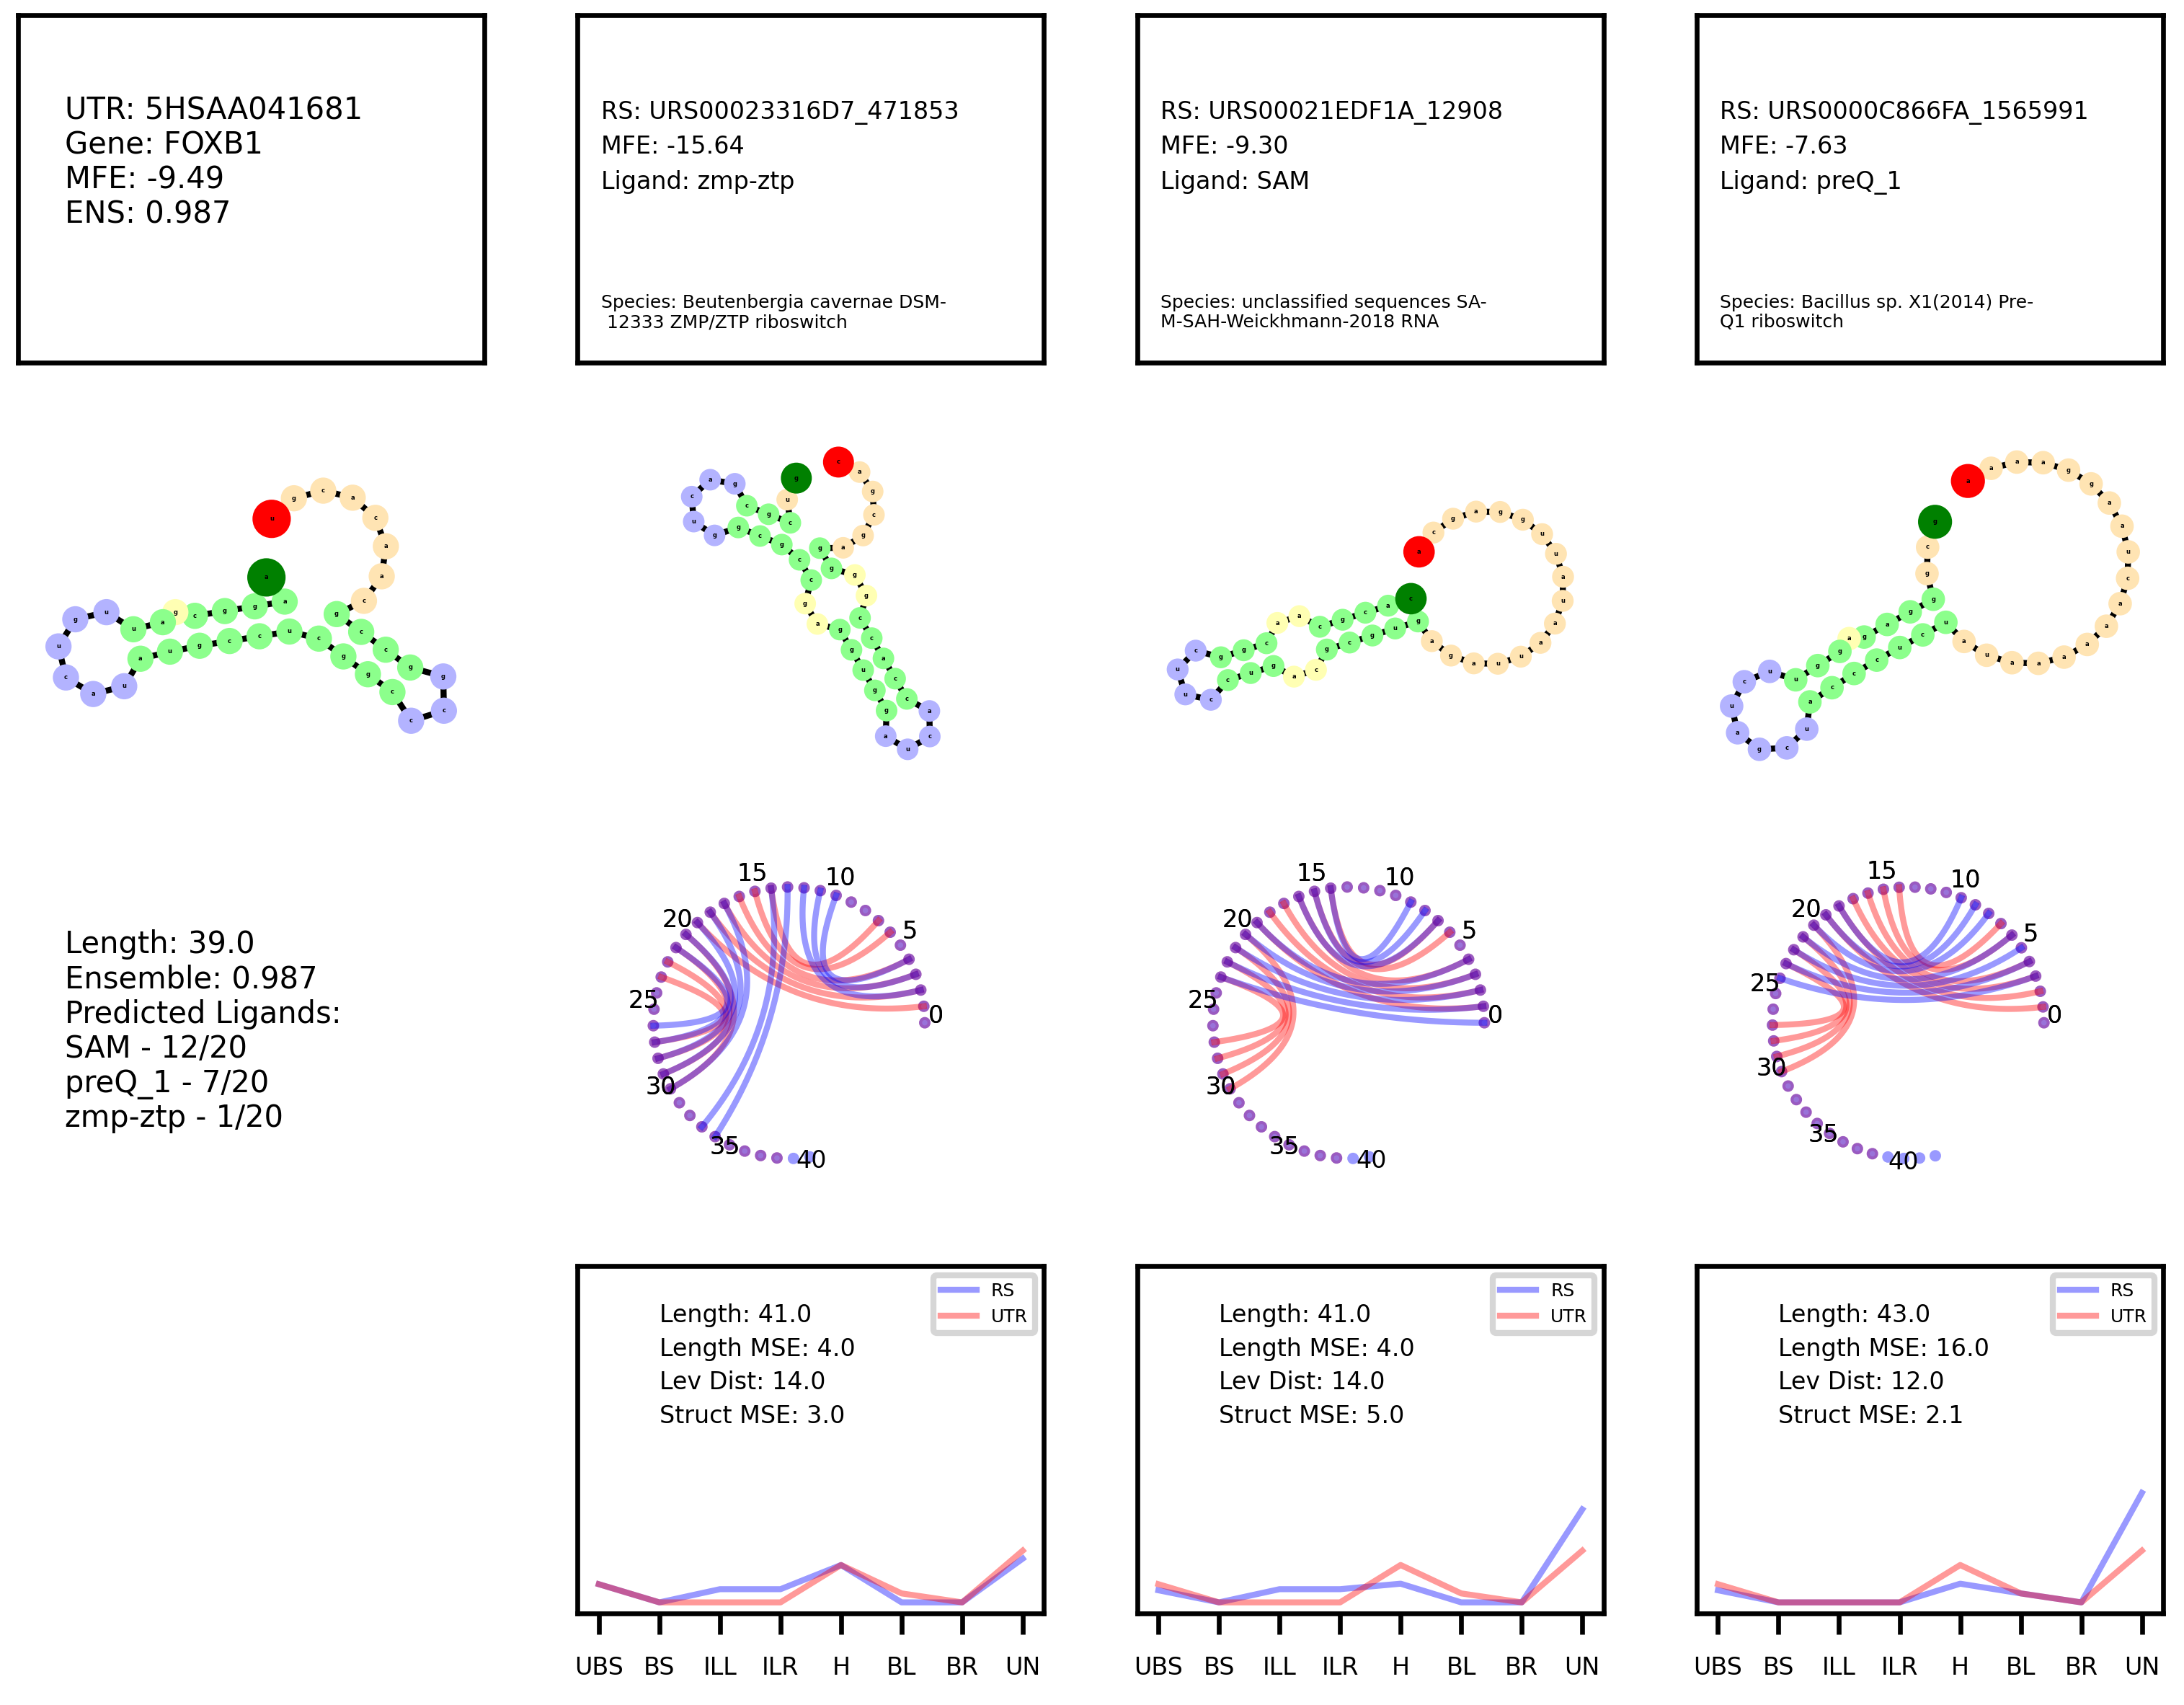 UTR: 5HSAA041681
Gene: FOXB1
MFE: -9.49
ENS: 0.987
RS: URS00023316D7_471853
MFE: -15.64
Ligand: zmp-ztp
Species: Beutenbergia cavernae DSM-
12333 ZMP/ZTP riboswitch
RS: URS00021EDF1A_12908
MFE: -9.30
Ligand: SAM
Species: unclassified sequences SA-
M-SAH-Weickhmann-2018 RNA
RS: URS0000C866FA_1565991
MFE: -7.63
Ligand: preQ_1
Species: Bacillus sp. X1(2014) Pre-
Q1 riboswitch
Length: 39.0
Ensemble: 0.987
Predicted Ligands:
SAM - 12/20
preQ_1 - 7/20
zmp-ztp - 1/20
0 5 10 15 20 25 30 35 40
0 5 10 15 20 25 30 35 40
0 5 10 15 20 25 30 35 40
RS
UTR
Length: 41.0
Length MSE: 4.0
Lev Dist: 14.0
Struct MSE: 3.0
UBS BS ILL ILR H BL BR UN
RS
UTR
Length: 41.0
Length MSE: 4.0
Lev Dist: 14.0
Struct MSE: 5.0
UBS BS ILL ILR H BL BR UN
RS
UTR
Length: 43.0
Length MSE: 16.0
Lev Dist: 12.0
Struct MSE: 2.1
UBS BS ILL ILR H BL BR UN